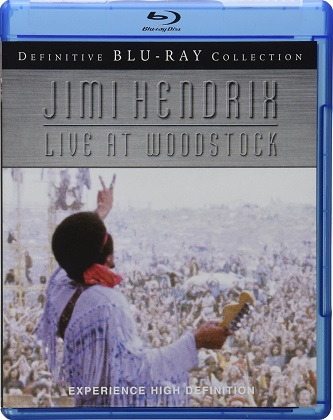 Blu-ray Disc
DEFINITIVE BLU-RAY COLLECTION
JIMI HENDRIX
LIVE AT WOODSTOCK
EXPERIENCE HIGH DEFINITION